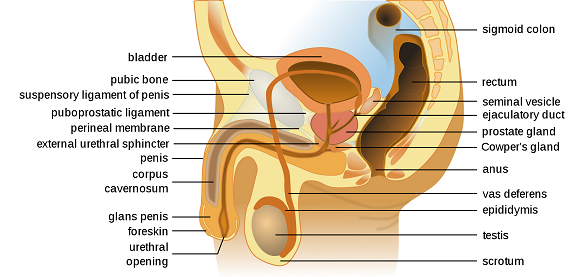 bladder
pubic bone
suspensory ligament of penis
puboprostatic ligament
perineal membrane
external urethral sphincter
penis
corpus
cavernosum
glans penis
foreskin
urethral
opening
sigmoid colon
rectum
seminal vesicle
ejaculatory duct
prostate gland
Cowper's gland
anus
vas deferens
epididymis
testis
scrotum